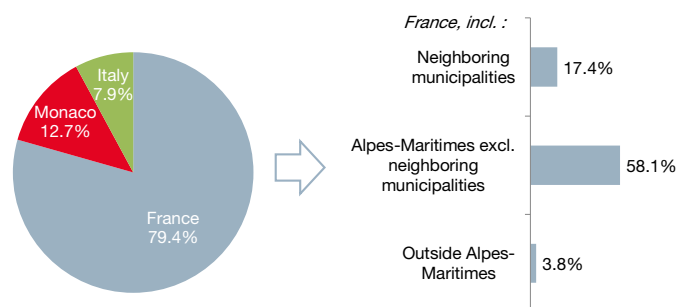 Italy
7.9%
Monaco
12.7%
France
79.4%
France, incl. :
Neighboring
municipalities
17.4%
Alpes-Maritimes excl.
neighboring
municipalities
58.1%
Outside Alpes-
Maritimes
3.8%